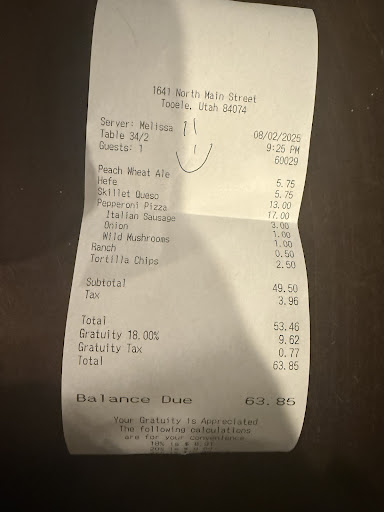 1641 North Main Street
Tooele, Utah 84074
Server: Melissa 08/02/2025
Table 34/2 9:25 PM
Guests: 1 60029
Peach Wheat Ale 5.75
Hefe 5.75
Skillet Queso 13.00
Pepperoni Pizza 17.00
Italian Sausage 3.00
Onion 1.00
Wild Mushrooms 1.00
Ranch 0.50
Tortilla Chips 2.50
Subtotal 49.50
Tax 3.96
Total 53.46
Gratuity 18.00% 9.62
Gratuity Tax 0.77
Total 63.85
Balance Due 63.85
Your Gratuity is Appreciated
The following calculations
are for your convenience
18% is $